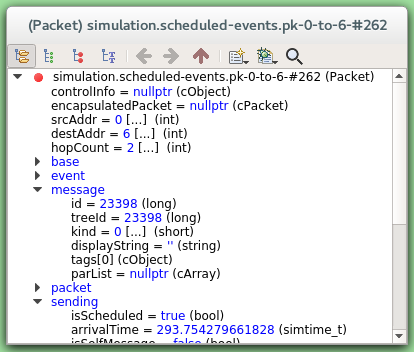 (Packet) simulation.scheduled-events.pk-0-to-6-#262
simulation.scheduled-events.pk-0-to-6-#262 (Packet)
controlInfo = nullptr (cObject)
encapsulatedPacket = nullptr (cPacket)
srcAddr = 0 [...] (int)
destAddr = 6 [...] (int)
hopCount = 2 [...] (int)
base
event
message
id = 23398 (long)
treeId = 23398 (long)
kind = 0 [...] (short)
displayString = '' (string)
tags[0] (cObject)
parList = nullptr (cArray)
packet
sending
isScheduled = true (bool)
arrivalTime = 293.754279661828 (simtime_t)
isSelfMessage = false (bool)